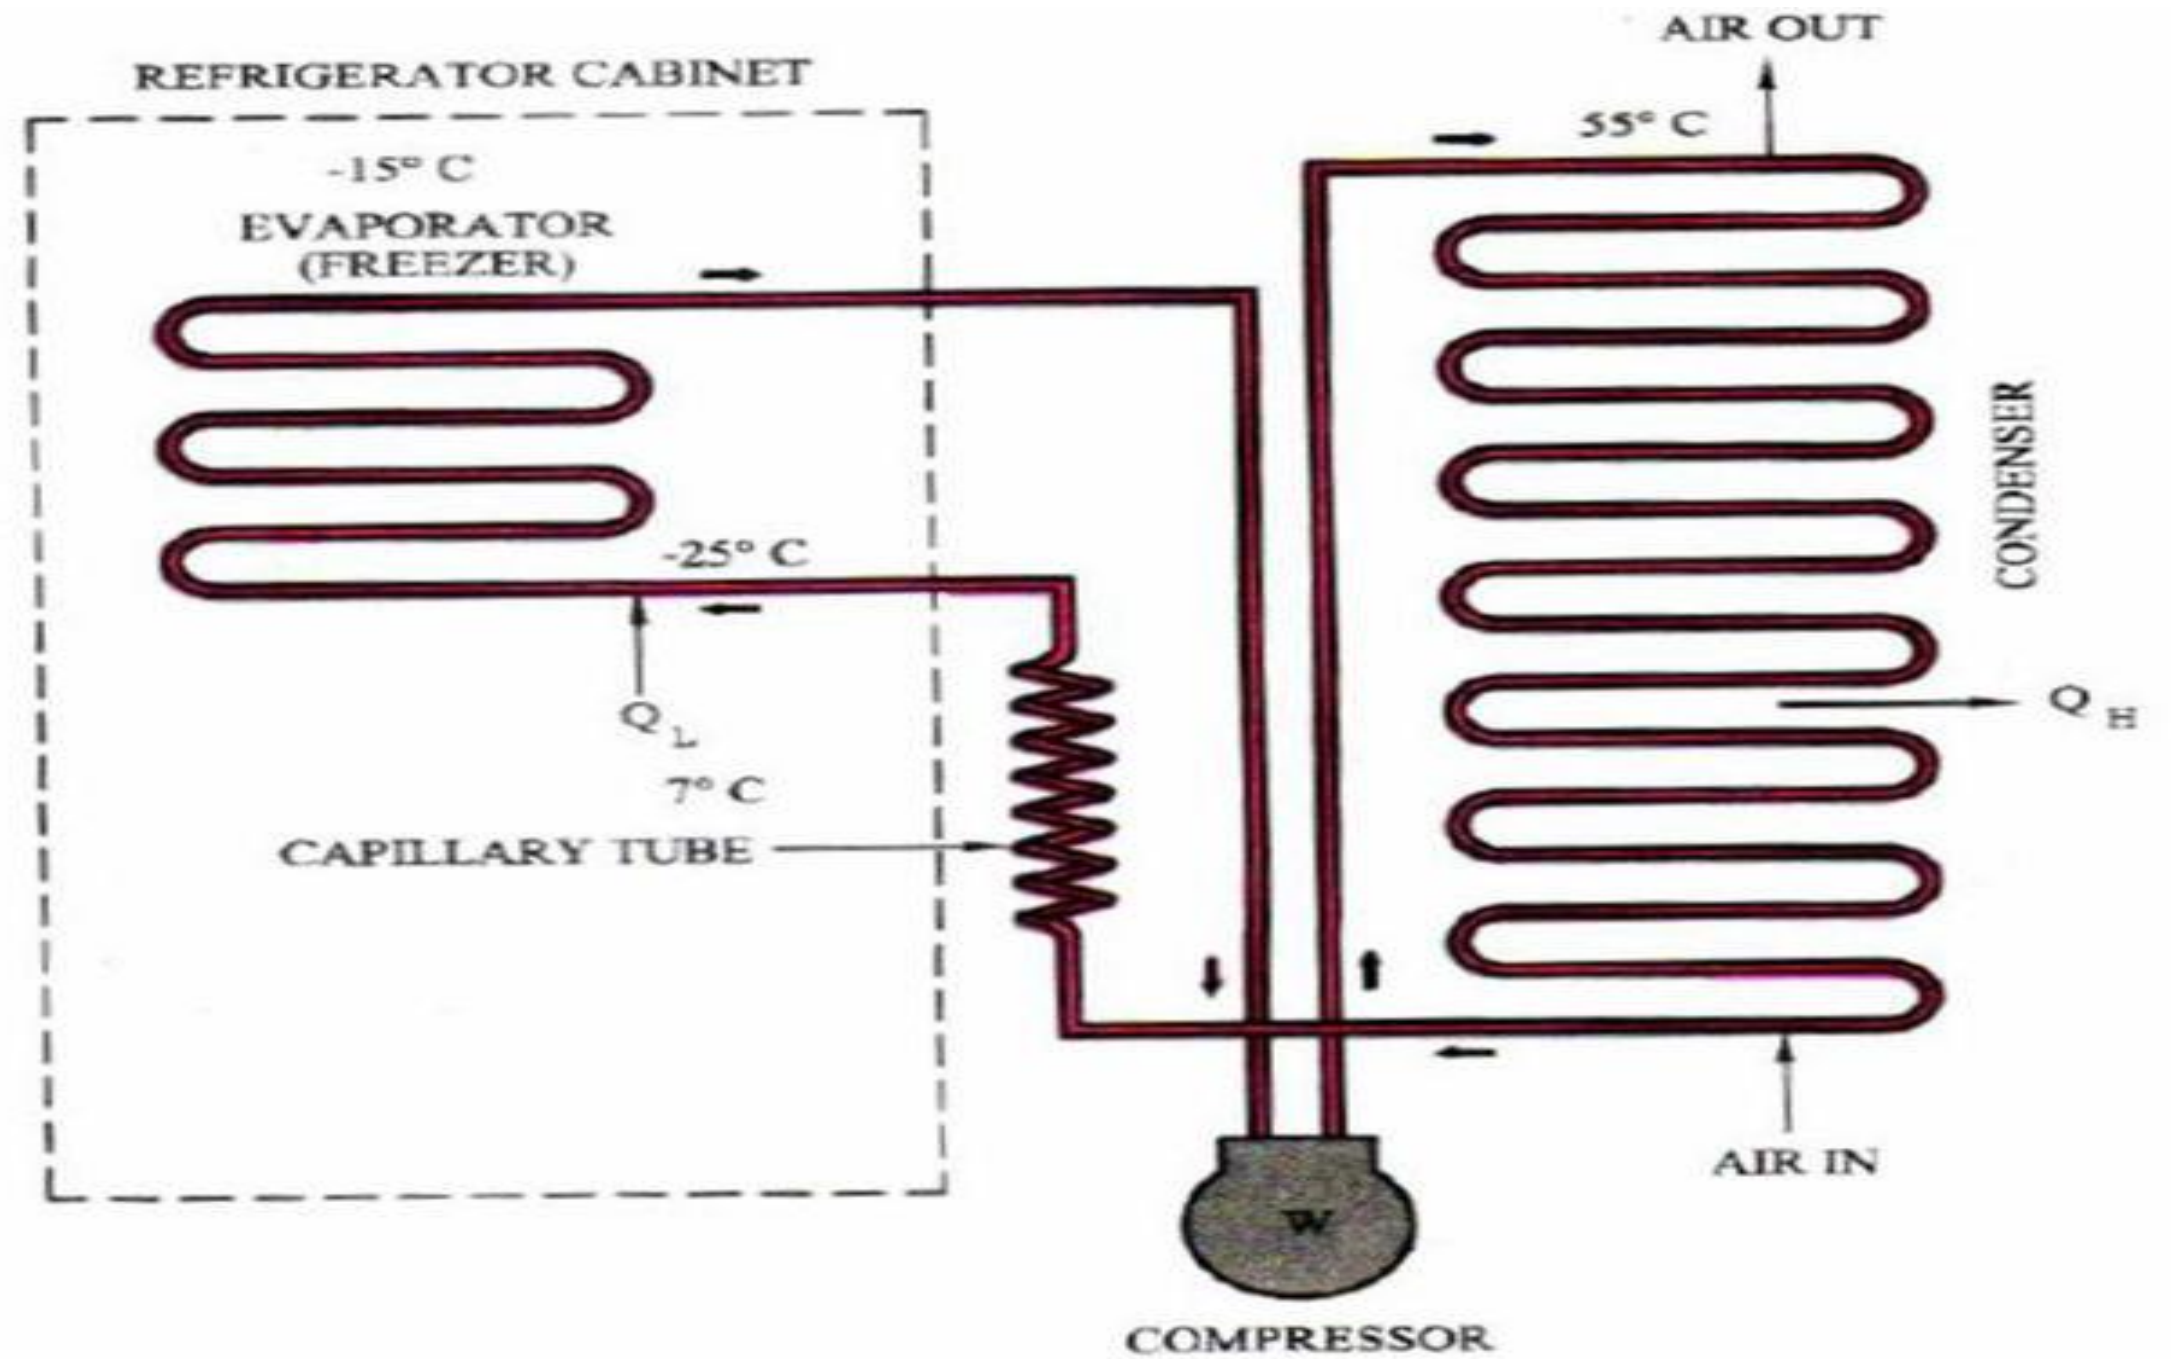 AIR OUT
REFRIGERATOR CABINET
55° C
-15° C
EVAPORATOR
(FREEZER)
CONDENSER
-25° C
Q H
Q L
7° C
CAPILLARY TUBE
AIR IN
W
COMPRESSOR